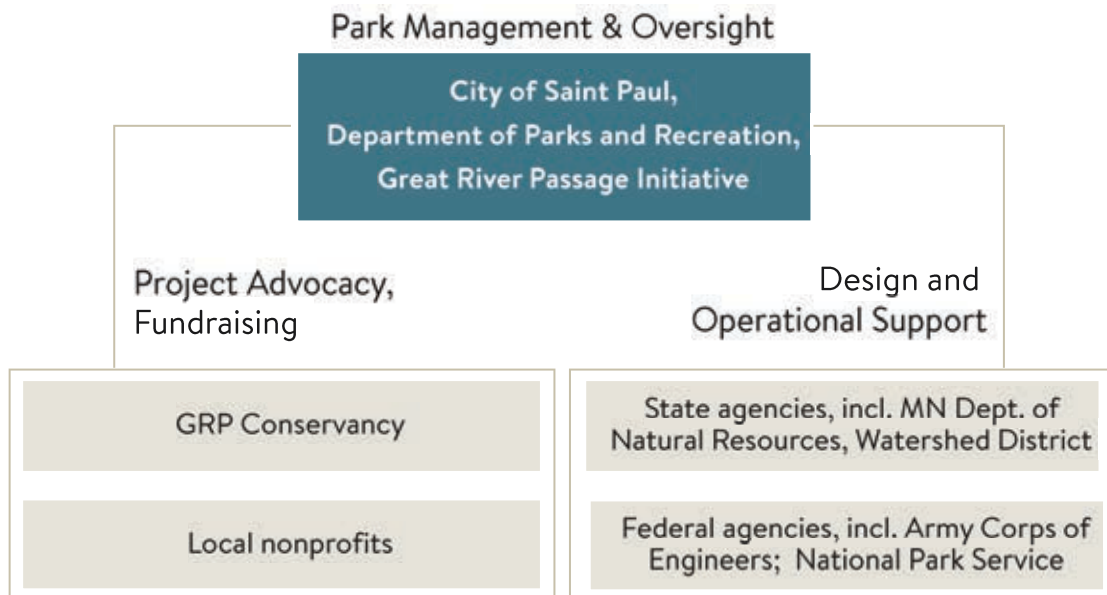 Park Management & Oversight
City of Saint Paul,
Department of Parks and Recreation,
Great River Passage Initiative
Project Advocacy,
Fundraising
Design and
Operational Support
GRP Conservancy
Local nonprofits
State agencies, incl. MN Dept. of
Natural Resources, Watershed District
Federal agencies, incl. Army Corps of
Engineers; National Park Service